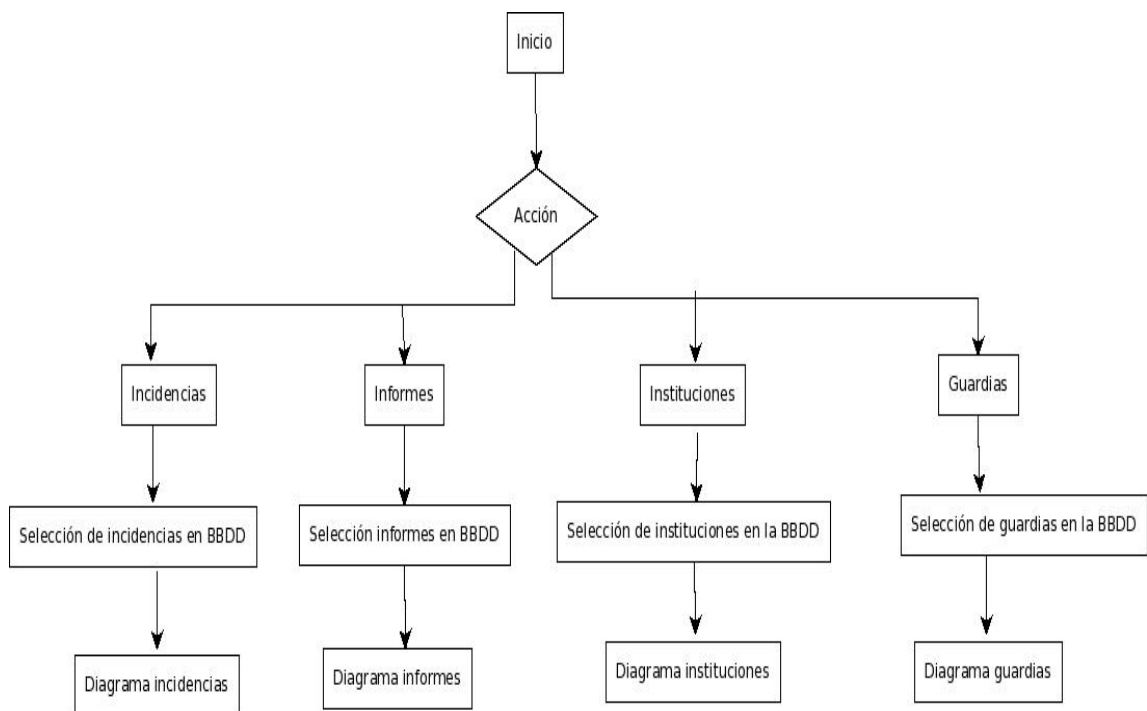 Inicio
Acción
Incidencias
Informes
Instituciones
Guardias
Selección de incidencias en BBDD
Selección informes en BBDD
Selección de instituciones en la BBDD
Selección de guardias en la BBDD
Diagrama incidencias
Diagrama informes
Diagrama instituciones
Diagrama guardias